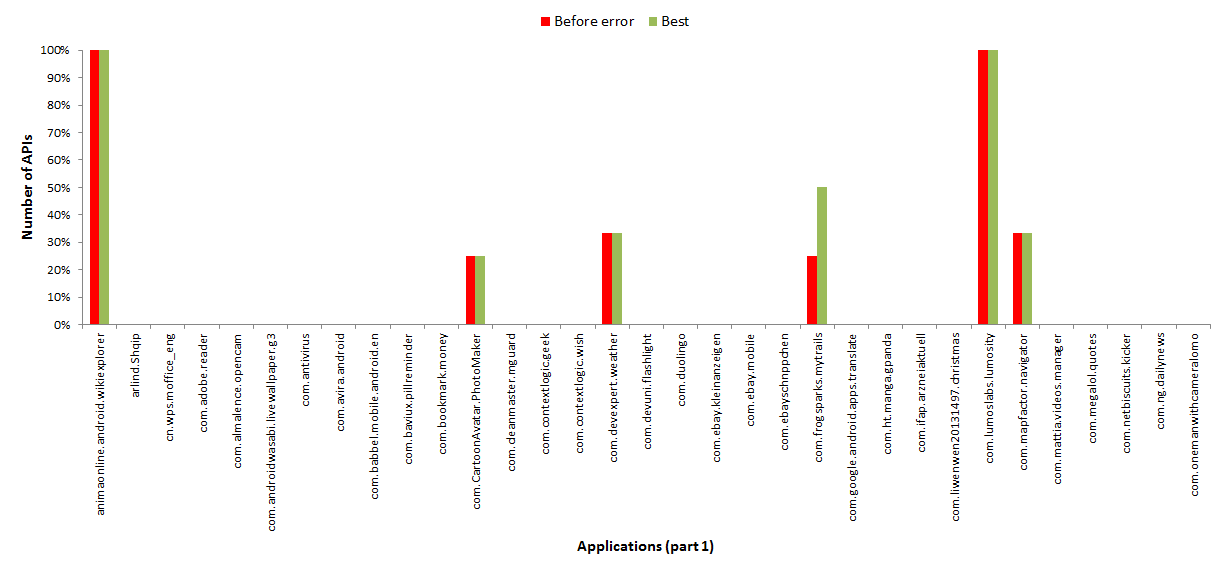 Before error Best
100%
90%
80%
70%
60%
50%
40%
30%
20%
10%
0%
Number of APIs
animaonline.android.wikiexplorer
arlind.Shqip
cn.wps.moffice_eng
com.adobe.reader
com.almalence.opencam
com.androidwasabi.livewallpaper.g3
com.antivirus
com.avira.android
com.babbel.mobile.android.en
com.baviux.pillreminder
com.bookmark.money
com.CartoonAvatar.PhotoMaker
com.cleanmaster.mguard
com.contextlogic.geek
com.contextlogic.wish
com.devexpert.weather
com.devuni.flashlight
com.duolingo
com.ebay.kleinanzeigen
com.ebay.mobile
com.ebayschnppchen
com.frogsparks.mytrails
com.google.android.apps.translate
com.ht.manga.gpanda
com.ifap.arzneiaktuell
com.liwenwen20131497.christmas
com.lumoslabs.lumosity
com.mapfactor.navigator
com.mattia.videos.manager
com.megalol.quotes
com.netbiscuits.kicker
com.ng.dailynews
com.onemanwithcameralomo
Applications (part 1)